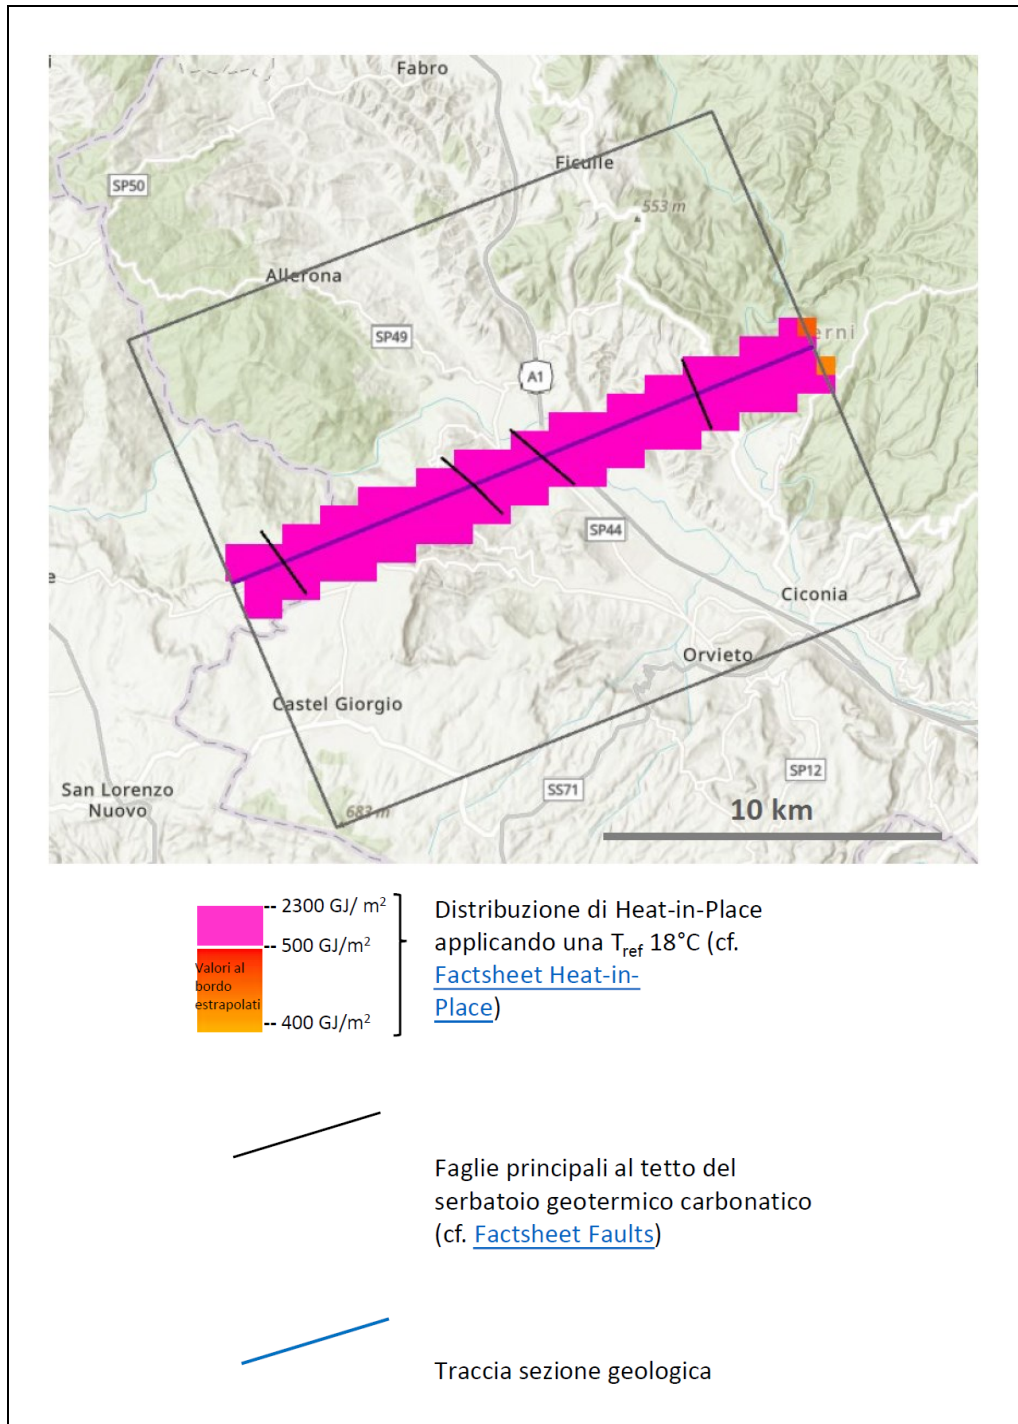 i
Fabro
Ficulle
SP50
553 m
Allerona
SP49
erni
A1
SP44
e
Ciconia
Orvieto
Castel Giorgio
SP12
San Lorenzo
Nuovo
SS71
683 m
10 km
-- 2300 GJ/ m²
-- 500 GJ/m²
Valori al
bordo
estrapolati
-- 400 GJ/m²
Distribuzione di Heat-in-Place
applicando una Tref 18°C (cf.
Factsheet Heat-in-
Place)
Faglie principali al tetto del
serbatoio geotermico carbonatico
(cf. Factsheet Faults)
Traccia sezione geologica